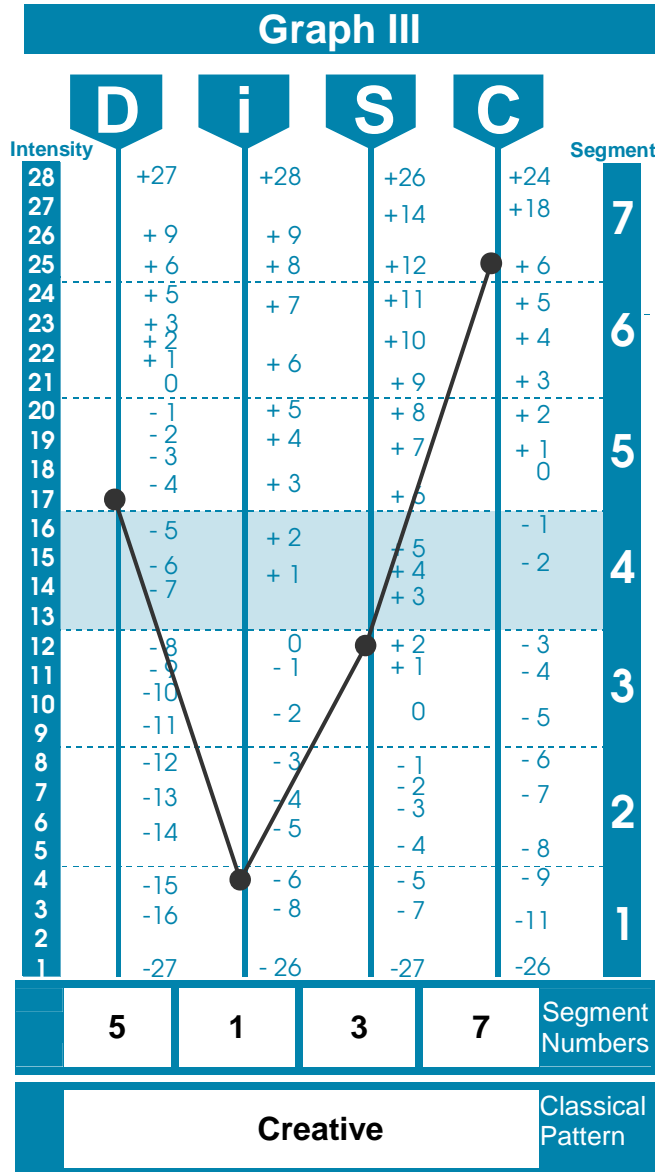 Graph III
D i S C
Intensity Segment
28 +27 +28 +26 +24
27 +14 +18 7
26 + 9 + 9
25 + 6 + 8 +12 + 6
24 + 5 + 7 +11 + 5
23 + 3 6
+ 2 +10 + 4
22 + 1 + 6
21 0 + 9 + 3
20 - 1 + 5 + 8 + 2
19 - 2 + 4 + 7 + 1 5
18 - 3 0
17 - 4 + 3 + 6
16 - 5 + 2 - 1
15 - 6 + 5 - 2 4
14 - 7 + 1 + 4
13 + 3
12 - 8 0 + 2 - 3
11 - 9 - 1 + 1 - 4 3
10 -10 - 2 0 - 5
9 -11
8 -12 - 3 - 1 - 6
7 -13 - 4 - 2 - 7 2
- 3
6 -14 - 5
5 - 4 - 8
4 -15 - 6 - 5 - 9
3 -16 - 8 - 7 -11 1
2
1 -27 - 26 -27 -26
5 1 3 7 Segment
Numbers
Creative Classical
Pattern